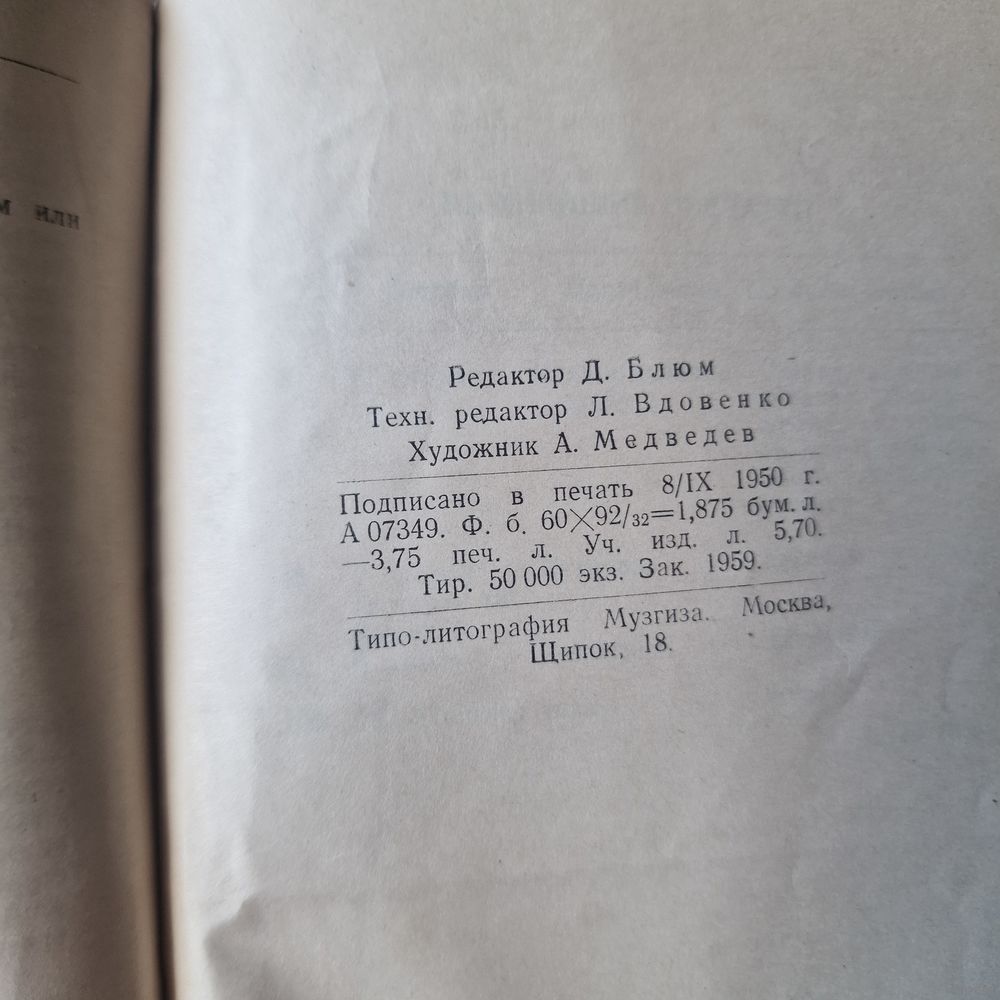 м или
Редактор Д. Блюм
Техн. редактор Л. Вдовенко
Художник А. Медведев
Подписано в печать 8/IX 1950 г.
А 07349. Ф. б. 60×92/32=1,875 бум. л.
—3,75 печ. л. Уч. изд. л. 5,70.
Тир. 50 000 экз. Зак. 1959.
Типо-литография Музгиза. Москва,
Щипок, 18.